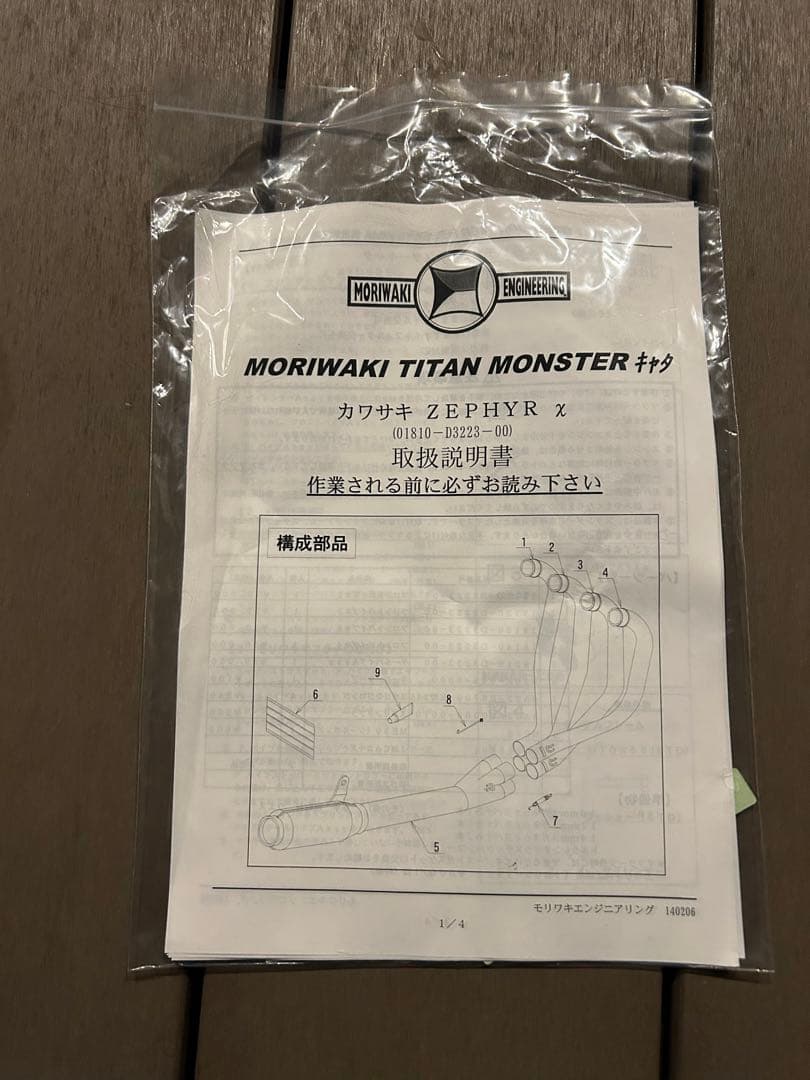 MORIWAKI ENGINEERING
MORIWAKI TITAN MONSTER ｷｬﾀ
カワサキ ＺＥＰＨＹＲ χ
(01810－D3223－00)
取扱説明書
作業される前に必ずお読み下さい
構成部品
1
2
3
4
9
6
8
7
5
モリワキエンジニアリング 140206
1／4